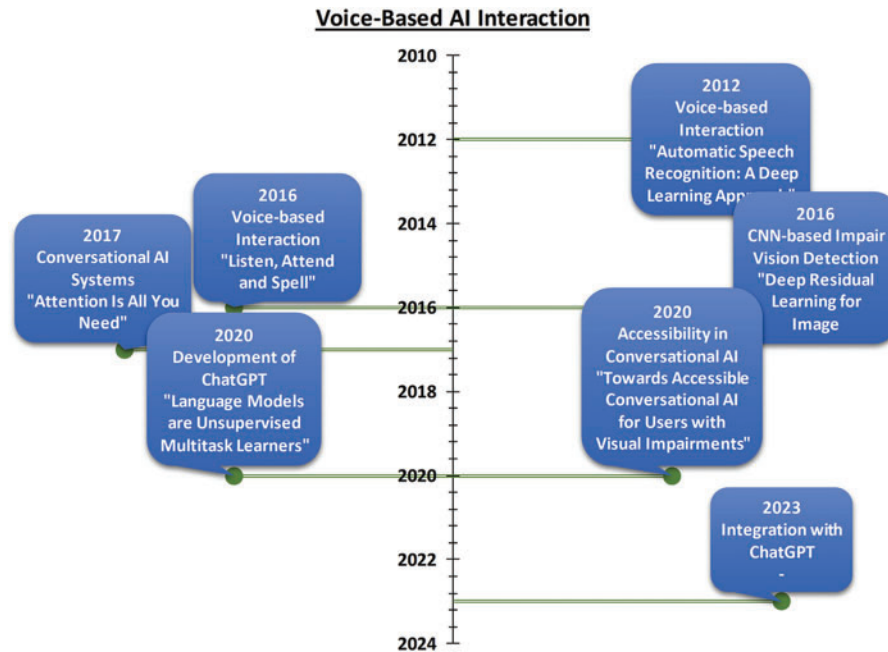 Voice-Based AI Interaction
2010
2012
2014
2016
2018
2020
2022
2024
2012
Voice-based
Interaction
"Automatic Speech
Recognition: A Deep
Learning
2016
Voice-based
Interaction
"Listen, Attend
and Spell"
2016
CNN-based Impair
Vision Detection
"Deep Residual
Learning for
Image
2017
Conversational AI
Systems
"Attention Is All You
Need"
2020
Development of
ChatGPT
"Language Models
are Unsupervised
Multitask Learners"
2020
Accessibility in
Conversational AI
"Towards Accessible
Conversational AI
for Users with
Visual Impairments"
2023
Integration with
ChatGPT
-